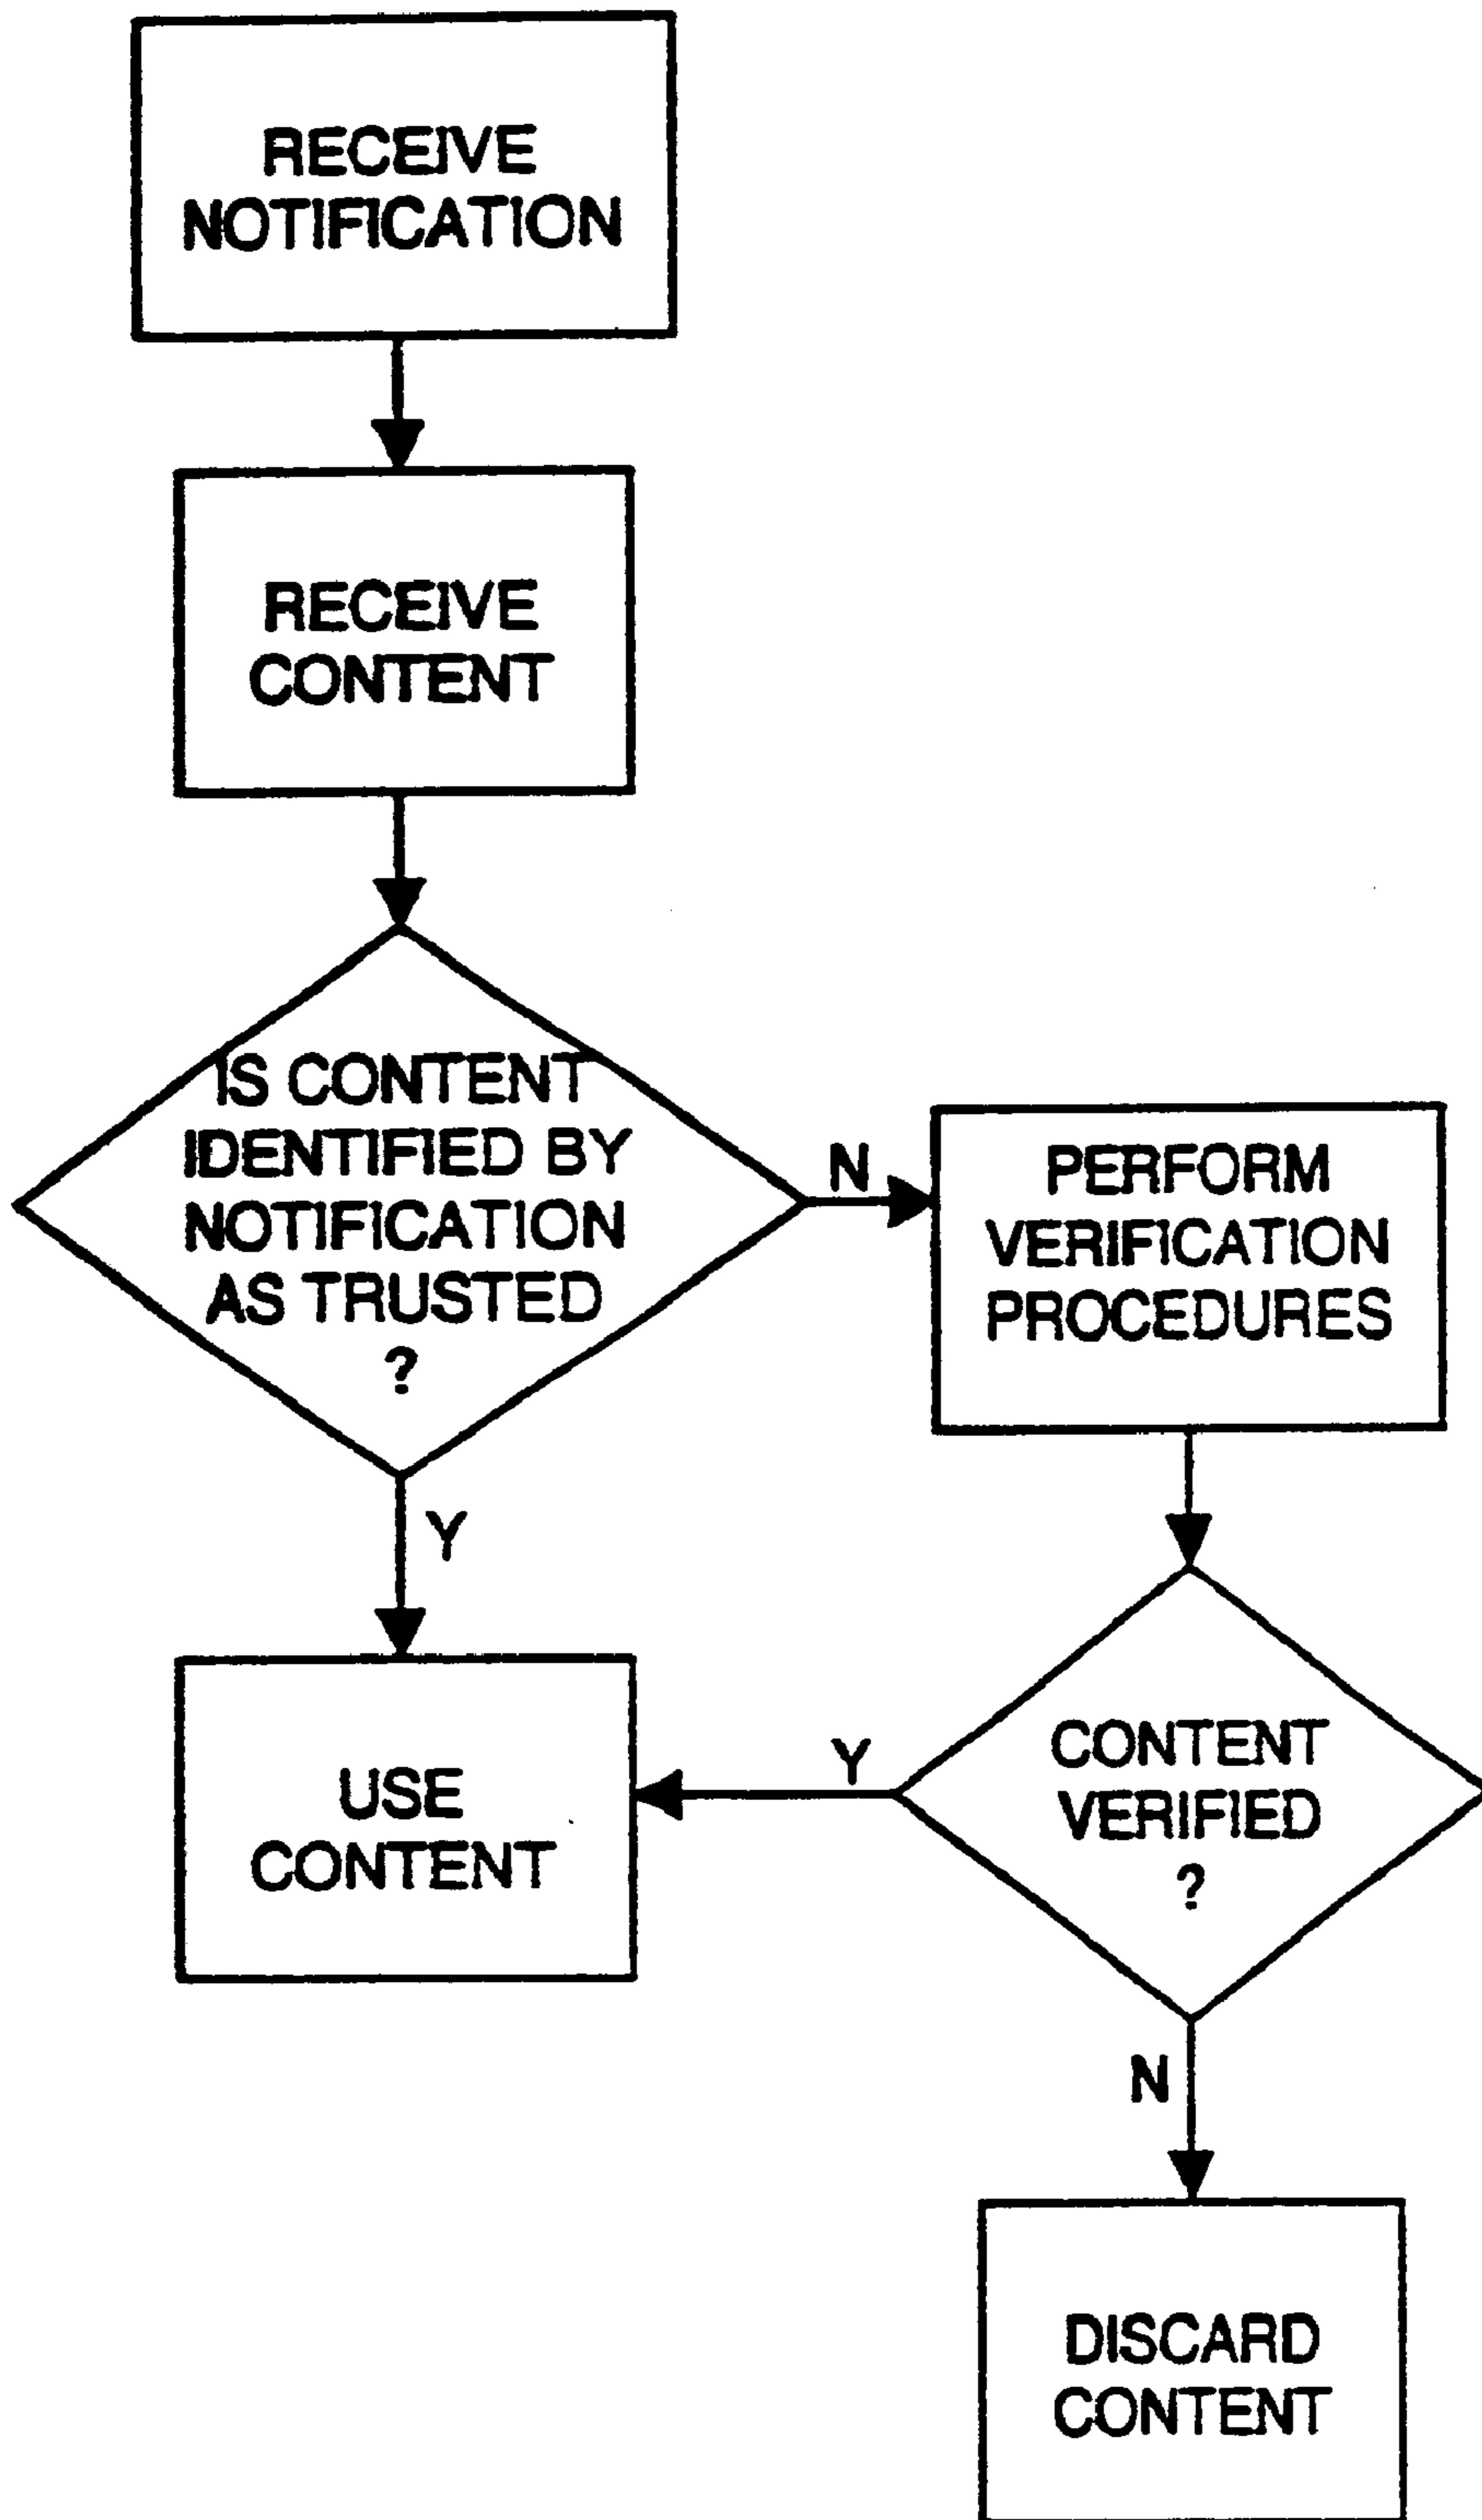 RECEIVE
NOTIFICATION
RECEIVE
CONTENT
IS CONTENT
IDENTIFIED BY
NOTIFICATION
AS TRUSTED
?
N
PERFORM
VERIFICATION
PROCEDURES
Y
USE
CONTENT
Y
CONTENT
VERIFIED
?
N
DISCARD
CONTENT